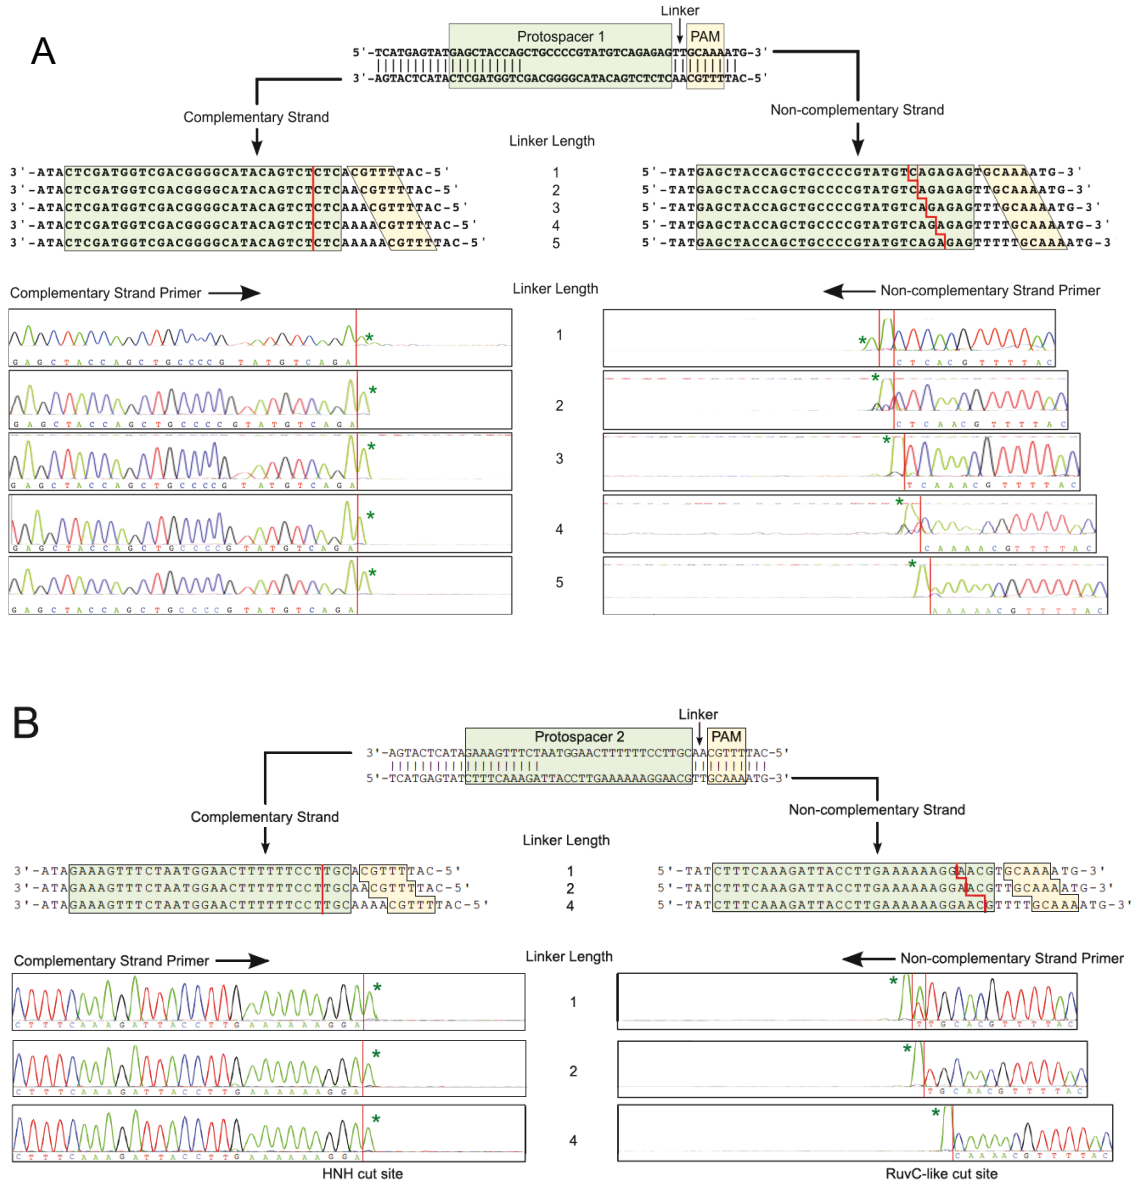 A
Linker
Protospacer 1
PAM
5'-TCATGAGTATGAGCTACCAGCTGCCCCGTATGTCAGAGAGTTGCAAAATG-3'
3'-AGTACTCATACTCGATGGTCGACGGGGCATACAGTCTCTCAACGTTTTAC-5'
Complementary Strand
Non-complementary Strand
Linker Length
3'-ATACTCGATGGTCGACGGGGCATACAGTCTCTCACGTTTTAC-5'
1
5'-TATGAGCTACCAGCTGCCCCGTATGTCAGAGAGTGCAAAATG-3'
3'-ATACTCGATGGTCGACGGGGCATACAGTCTCTCAACGTTTTAC-5'
2
5'-TATGAGCTACCAGCTGCCCCGTATGTCAGAGAGTTGCAAAATG-3'
3'-ATACTCGATGGTCGACGGGGCATACAGTCTCTCAAACGTTTTAC-5'
3
5'-TATGAGCTACCAGCTGCCCCGTATGTCAGAGAGTTTGCAAAATG-3'
3'-ATACTCGATGGTCGACGGGGCATACAGTCTCTCAAAACGTTTTAC-5'
4
5'-TATGAGCTACCAGCTGCCCCGTATGTCAGAGAGTTTTGCAAAATG-3'
3'-ATACTCGATGGTCGACGGGGCATACAGTCTCTCAAAAACGTTTTAC-5'
5
5'-TATGAGCTACCAGCTGCCCCGTATGTCAGAGAGTTTTTGCAAAATG-3
Complementary Strand Primer
Linker Length
Non-complementary Strand Primer
*
1
*
G A G C T A C C A G C T G C C C C G T A T G T C A G A
C T C A C G T T T T A C
*
2
*
G A G C T A C C A G C T G C C C C G T A T G T C A G A
C T C A A C G T T T T A C
*
3
*
G A G C T A C C A G C T G C C C C G T A T G T C A G A
T C A A A C G T T T T A C
*
4
*
G A G C T A C C A G C T G C C C C G T A T G T C A G A
C A A A A C G T T T T A C
*
5
*
G A G C T A C C A G C T G C C C C G T A T G T C A G A
A A A A A C G T T T T A C
B
Linker
Protospacer 2
PAM
3'-AGTACTCATAGAAAGTTTCTAATGGAACTTTTTTCCTTGCAACGTTTTAC-5'
5'-TCATGAGTATCTTTCAAAGATTACCTTGAAAAAAGGAACGTTGCAAAATG-3'
Complementary Strand
Non-complementary Strand
Linker Length
3'-ATAGAAAGTTTCTAATGGAACTTTTTTCCTTGCACGTTTTAC-5'
1
5'-TATCTTTCAAAGATTACCTTGAAAAAAGGAACGTGCAAAATG-3'
3'-ATAGAAAGTTTCTAATGGAACTTTTTTCCTTGCAACGTTTTAC-5'
2
5'-TATCTTTCAAAGATTACCTTGAAAAAAGGAACGTTGCAAAATG-3'
3'-ATAGAAAGTTTCTAATGGAACTTTTTTCCTTGCAAAACGTTTTAC-5'
4
5'-TATCTTTCAAAGATTACCTTGAAAAAAGGAACGTTTTGCAAAATG-3'
Complementary Strand Primer
Linker Length
Non-complementary Strand Primer
*
1
*
C T T T C A A A G A T T A C C T T G A A A A A A G G A
T T G C A C G T T T T A C
*
2
*
C T T T C A A A G A T T A C C T T G A A A A A A G G A
T G C A A C G T T T T A C
*
4
*
C T T T C A A A G A T T A C C T T G A A A A A A G G A
C A A A A C G T T T T A C
HNH cut site
RuvC-like cut site